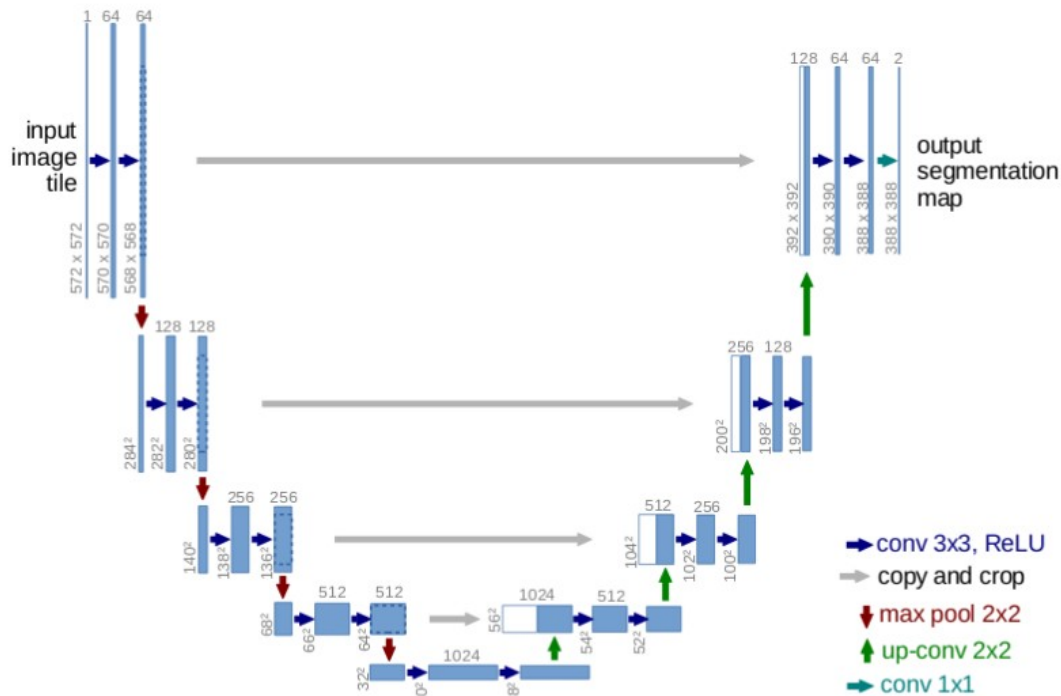 1 64 64
input
image
tile
572 x 572
570 x 570
568 x 568
128 64 64 2
392 x 392
390 x 390
388 x 388
388 x 388
output
segmentation
map
128 128
284²
282²
280²
256 128
200²
198²
196²
256 256
140²
138²
136²
512 256
104²
102²
100²
512 512
68²
66²
64²
1024 512
56²
54²
52²
1024
32²
0²
8²
conv 3x3, ReLU
copy and crop
max pool 2x2
up-conv 2x2
conv 1x1